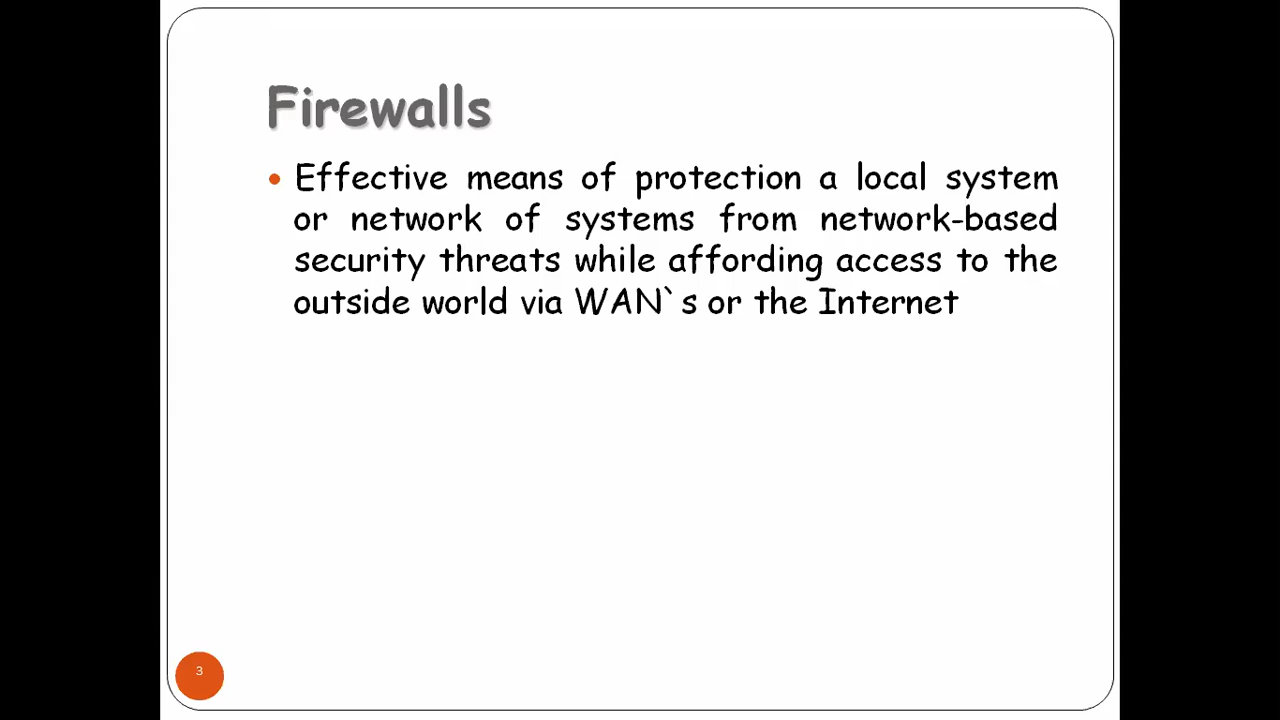 Firewalls
• Effective means of protection a local system
or network of systems from network-based
security threats while affording access to the
outside world via WAN`s or the Internet
3